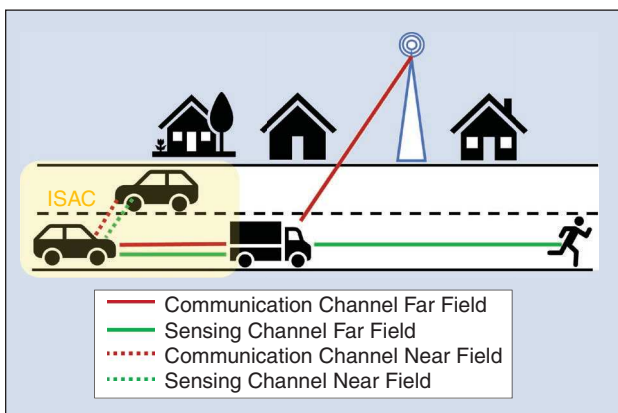 ISAC
Communication Channel Far Field
Sensing Channel Far Field
Communication Channel Near Field
Sensing Channel Near Field